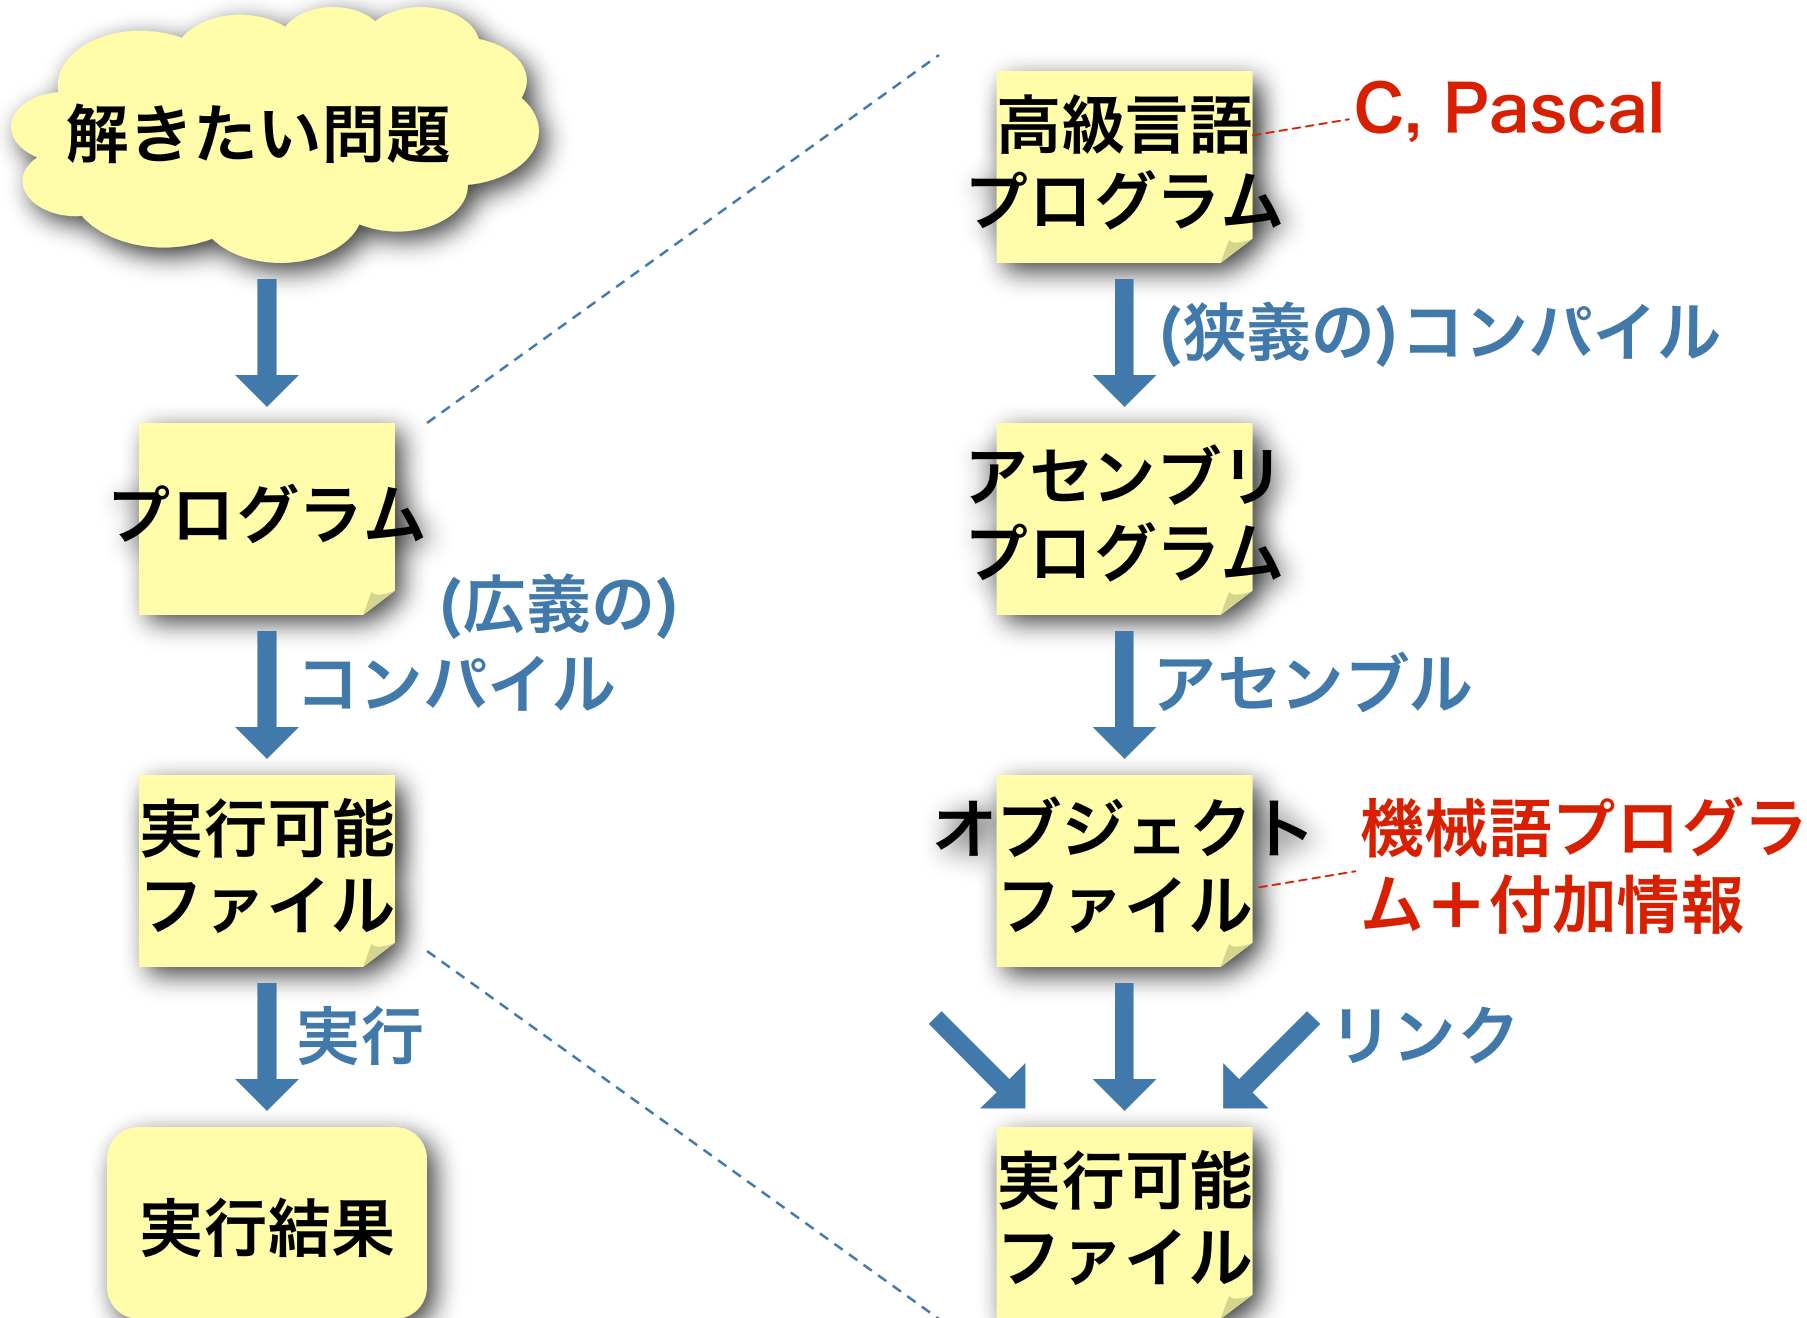 解きたい問題
プログラム
(広義の)
コンパイル
実行可能
ファイル
実行
実行結果
高級言語
プログラム
C, Pascal
(狭義の)コンパイル
アセンブリ
プログラム
アセンブル
オブジェクト
ファイル
機械語プログラ
ム＋付加情報
リンク
実行可能
ファイル